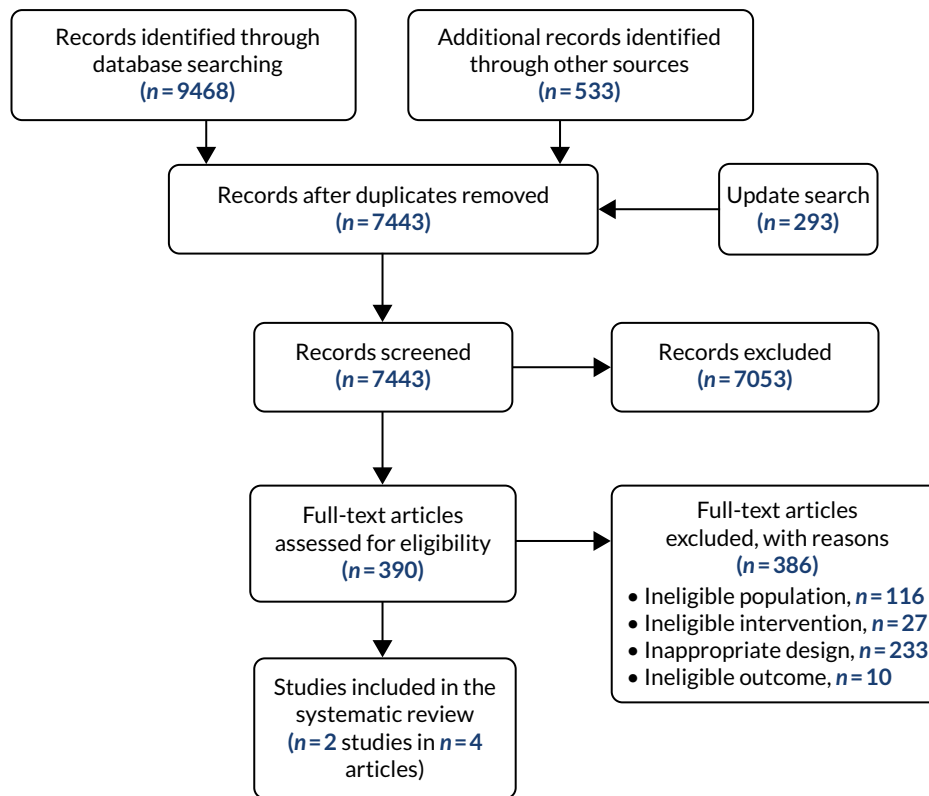 Records identified through
database searching
(n = 9468)
Additional records identified
through other sources
(n = 533)
Records after duplicates removed
(n = 7443)
Update search
(n = 293)
Records screened
(n = 7443)
Records excluded
(n = 7053)
Full-text articles
assessed for eligibility
(n = 390)
Full-text articles
excluded, with reasons
(n = 386)
• Ineligible population, n = 116
• Ineligible intervention, n = 27
• Inappropriate design, n = 233
• Ineligible outcome, n = 10
Studies included in the
systematic review
(n = 2 studies in n = 4
articles)